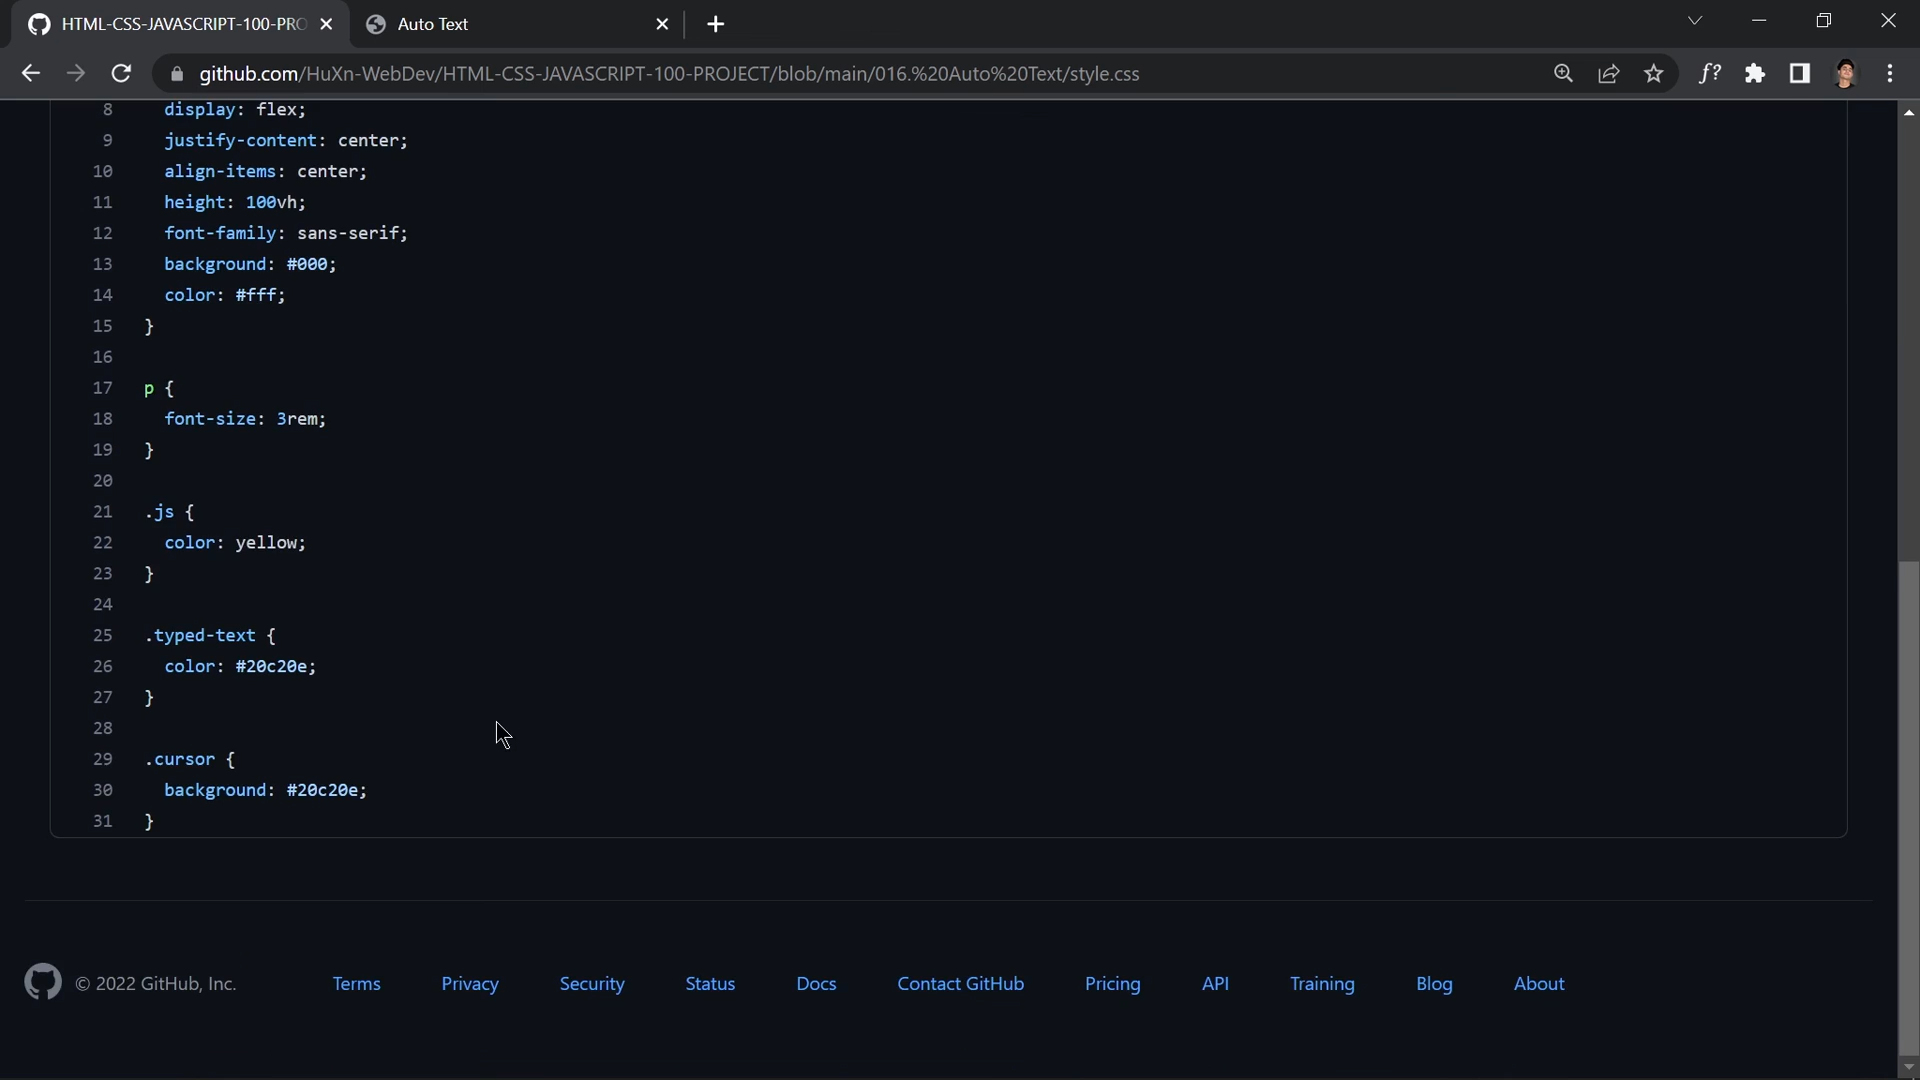 HTML-CSS-JAVASCRIPT-100-PRO
Auto Text
github.com/HuXn-WebDev/HTML-CSS-JAVASCRIPT-100-PROJECT/blob/main/016.%20Auto%20Text/style.css
f?
8 display: flex;
9 justify-content: center;
10 align-items: center;
11 height: 100vh;
12 font-family: sans-serif;
13 background: #000;
14 color: #fff;
15 }
16
17 p {
18 font-size: 3rem;
19 }
20
21 .js {
22 color: yellow;
23 }
24
25 .typed-text {
26 color: #20c20e;
27 }
28
29 .cursor {
30 background: #20c20e;
31 }
© 2022 GitHub, Inc. Terms Privacy Security Status Docs Contact GitHub Pricing API Training Blog About